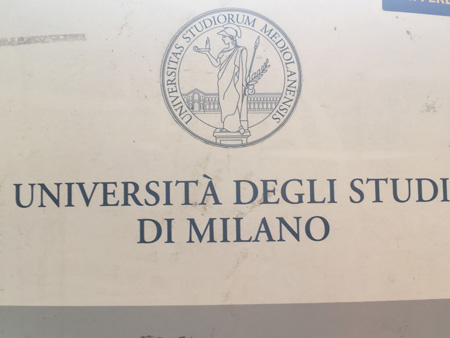 UNIVERSITAS STUDIORUM MEDIOLANENSIS
UNIVERSITÀ DEGLI STUDI
DI MILANO